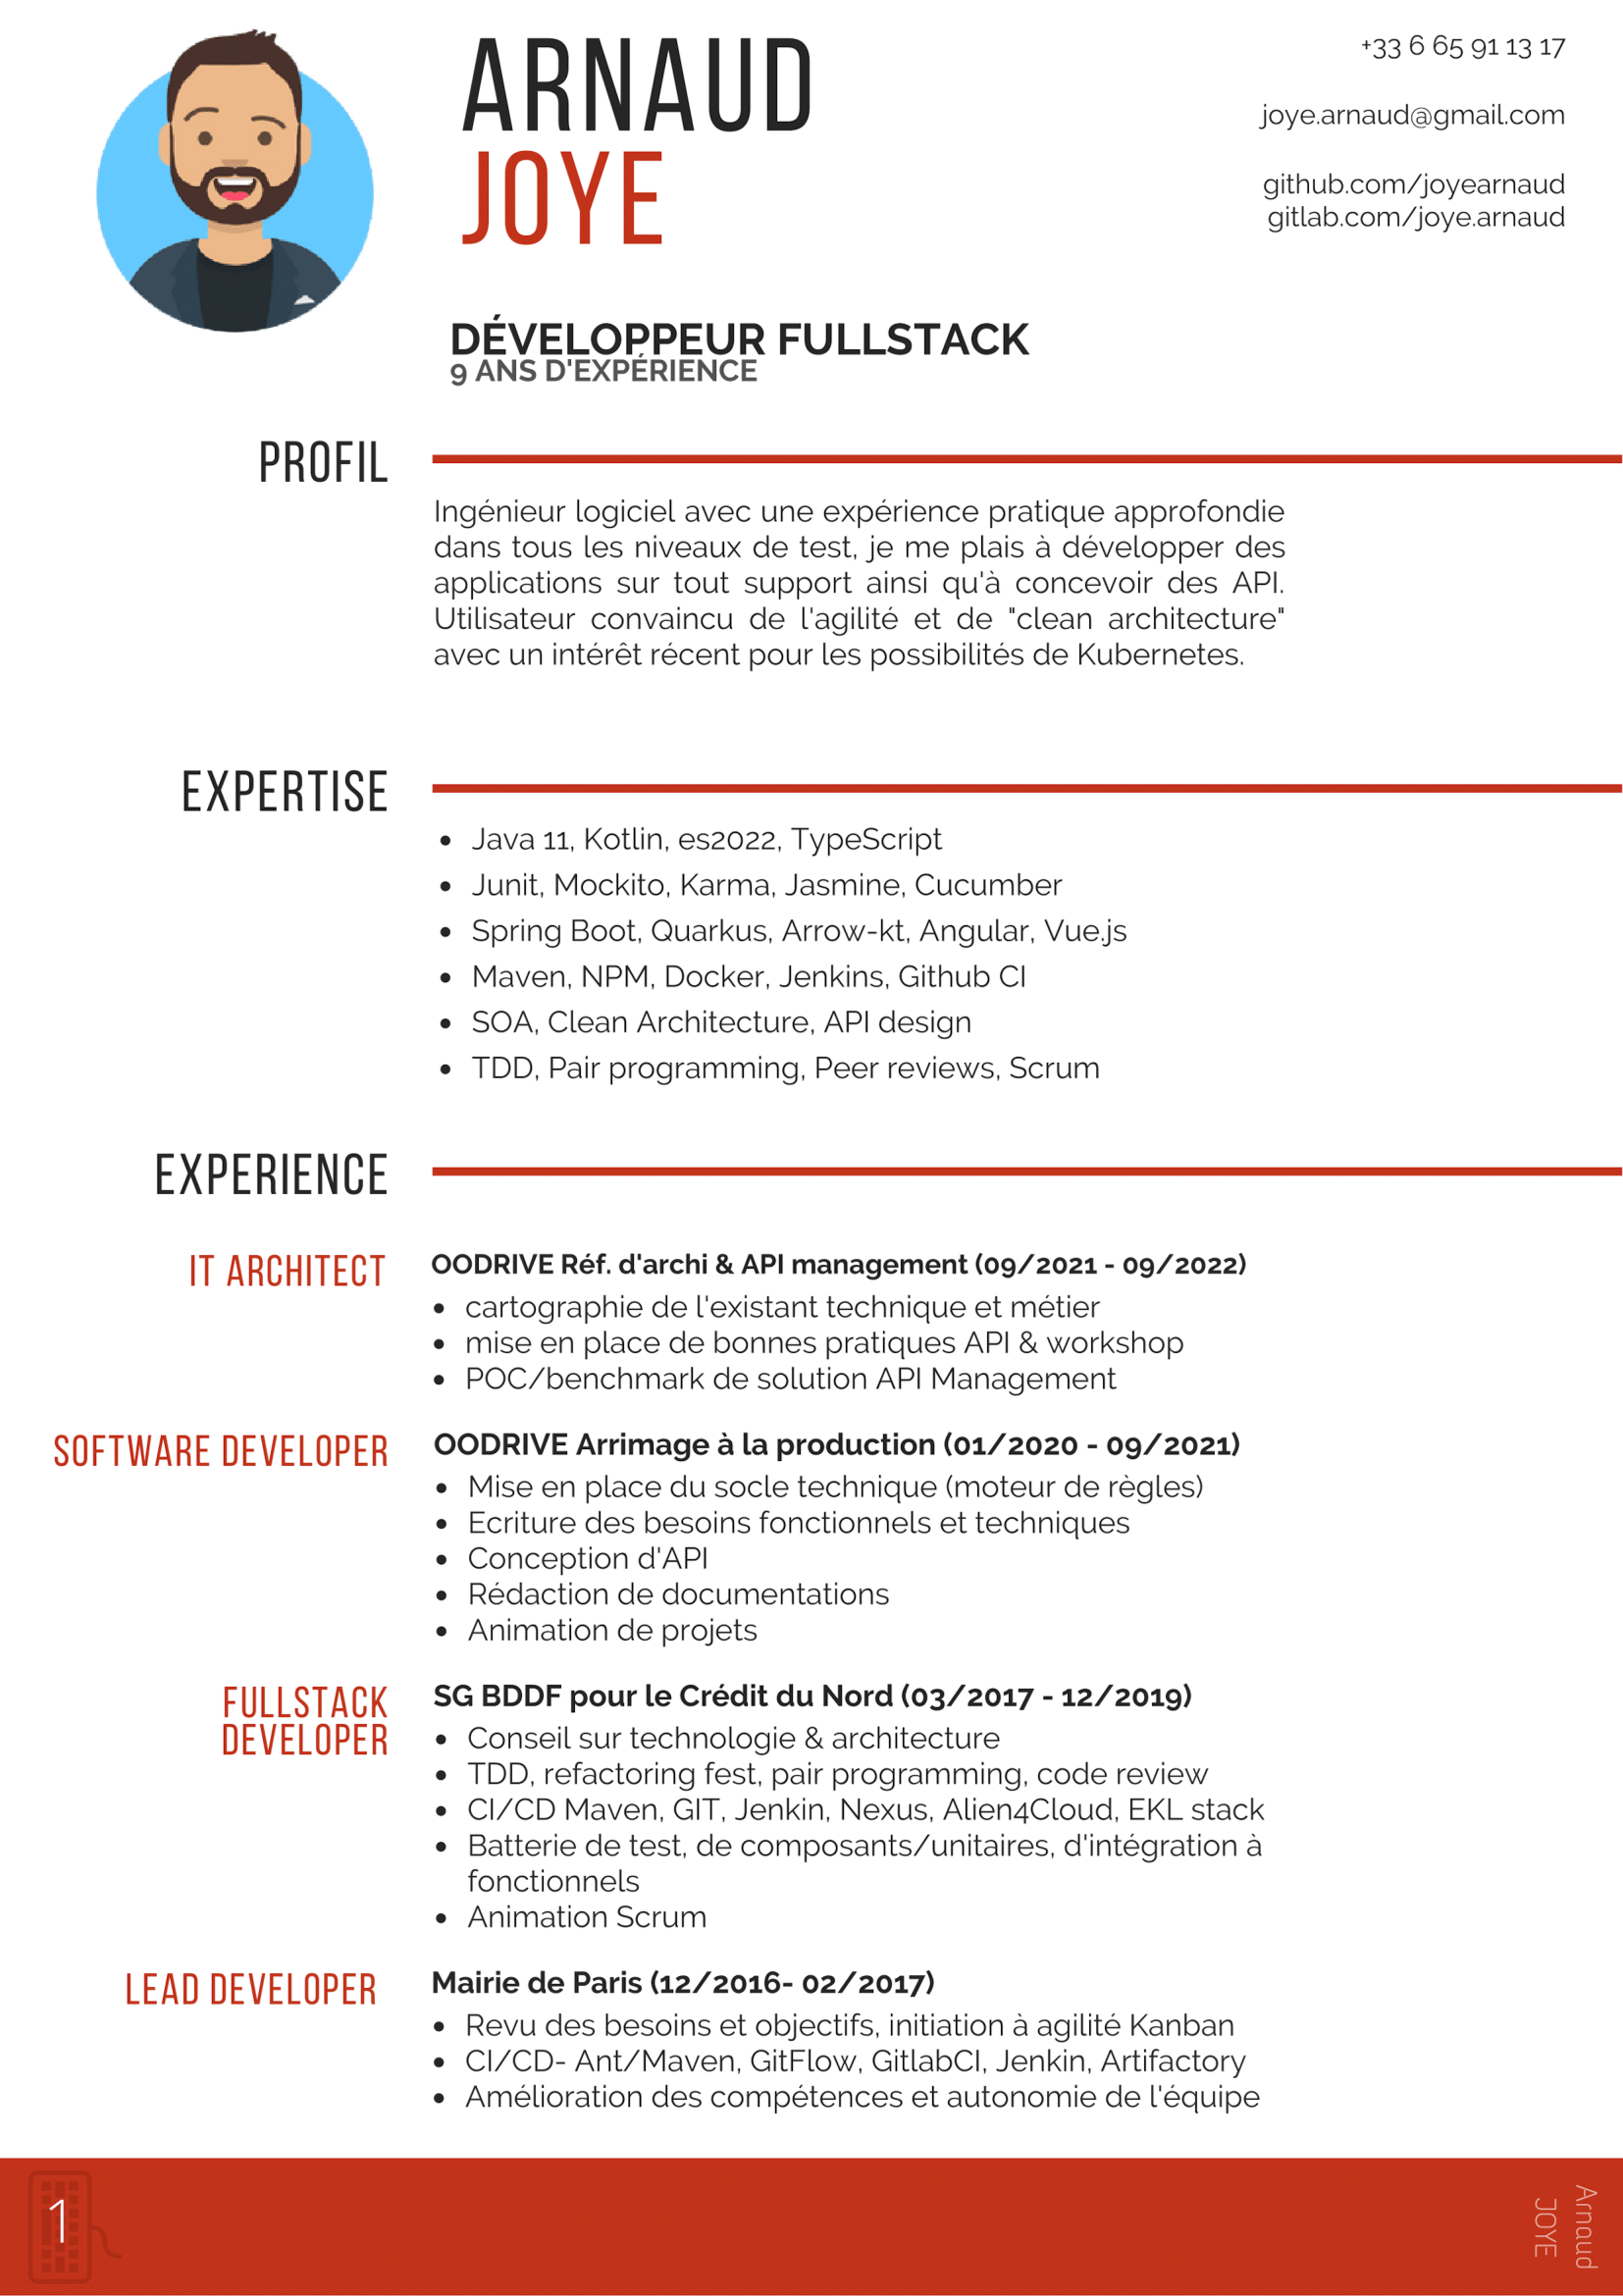 ARNAUD
JOYE
+33 6 65 91 13 17
joye.arnaud@gmail.com
github.com/joyearnaud
gitlab.com/joye.arnaud
DÉVELOPPEUR FULLSTACK
9 ANS D'EXPÉRIENCE
PROFIL
Ingénieur logiciel avec une expérience pratique approfondie
dans tous les niveaux de test, je me plais à développer des
applications sur tout support ainsi qu'à concevoir des API.
Utilisateur convaincu de l'agilité et de "clean architecture"
avec un intérêt récent pour les possibilités de Kubernetes.
EXPERTISE
• Java 11, Kotlin, es2022, TypeScript
• Junit, Mockito, Karma, Jasmine, Cucumber
• Spring Boot, Quarkus, Arrow-kt, Angular, Vue.js
• Maven, NPM, Docker, Jenkins, Github CI
• SOA, Clean Architecture, API design
• TDD, Pair programming, Peer reviews, Scrum
EXPERIENCE
IT ARCHITECT
OODRIVE Réf. d'archi & API management (09/2021 - 09/2022)
• cartographie de l'existant technique et métier
• mise en place de bonnes pratiques API & workshop
• POC/benchmark de solution API Management
SOFTWARE DEVELOPER
OODRIVE Arrimage à la production (01/2020 - 09/2021)
• Mise en place du socle technique (moteur de règles)
• Ecriture des besoins fonctionnels et techniques
• Conception d'API
• Rédaction de documentations
• Animation de projets
FULLSTACK
DEVELOPER
SG BDDF pour le Crédit du Nord (03/2017 - 12/2019)
• Conseil sur technologie & architecture
• TDD, refactoring fest, pair programming, code review
• CI/CD Maven, GIT, Jenkin, Nexus, Alien4Cloud, EKL stack
• Batterie de test, de composants/unitaires, d'intégration à
fonctionnels
• Animation Scrum
LEAD DEVELOPER
Mairie de Paris (12/2016- 02/2017)
• Revu des besoins et objectifs, initiation à agilité Kanban
• CI/CD- Ant/Maven, GitFlow, GitlabCI, Jenkin, Artifactory
• Amélioration des compétences et autonomie de l'équipe
1
Arnaud
JOYE